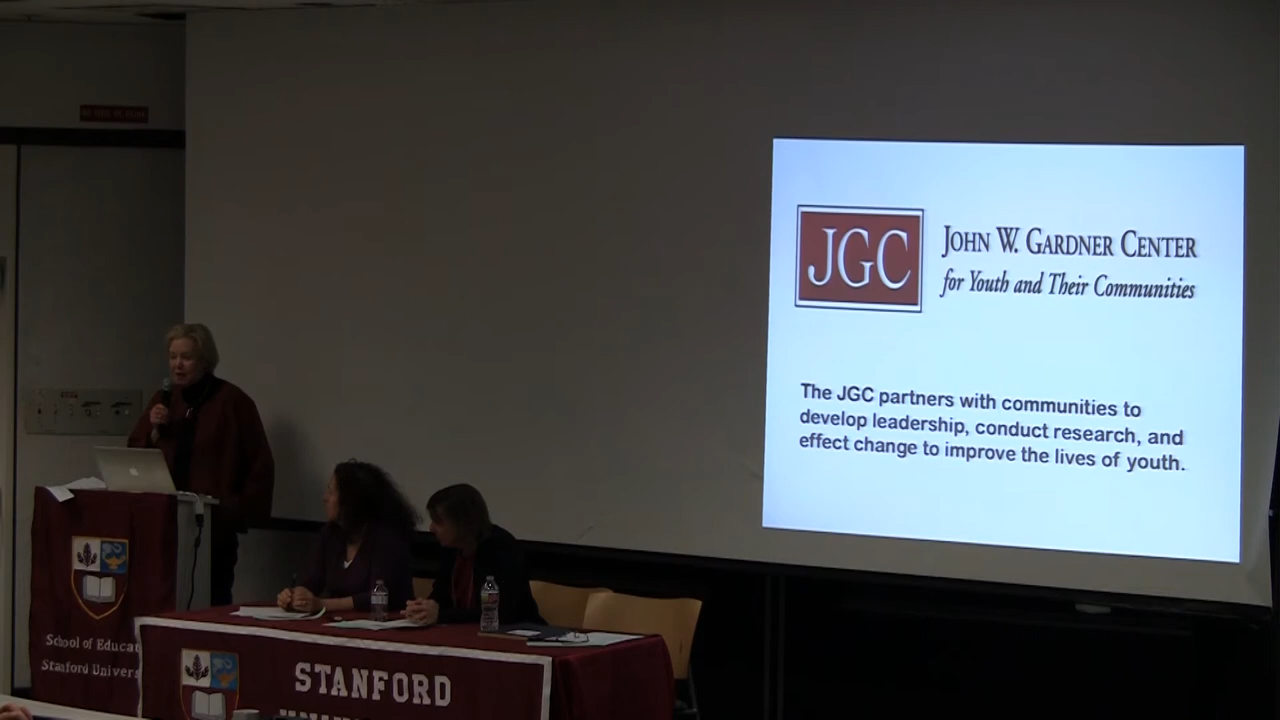 JGC
JOHN W. GARDNER CENTER
for Youth and Their Communities
The JGC partners with communities to
develop leadership, conduct research, and
effect change to improve the lives of youth.
School of Educat
Stanford Univers
STANFORD